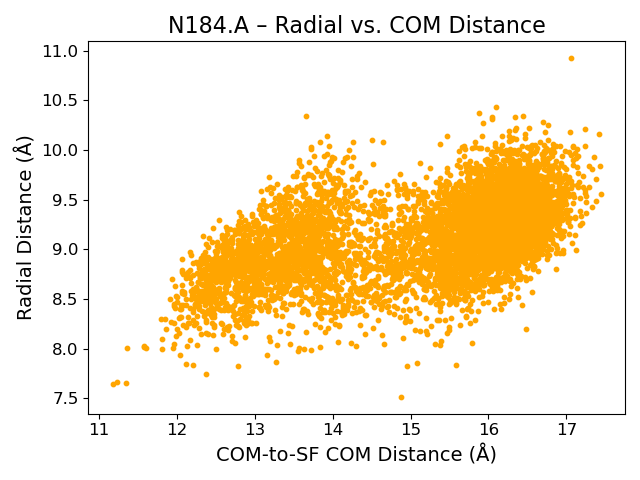 N184.A – Radial vs. COM Distance
Radial Distance (Å)
11.0
10.5
10.0
9.5
9.0
8.5
8.0
7.5
11 12 13 14 15 16 17
COM-to-SF COM Distance (Å)